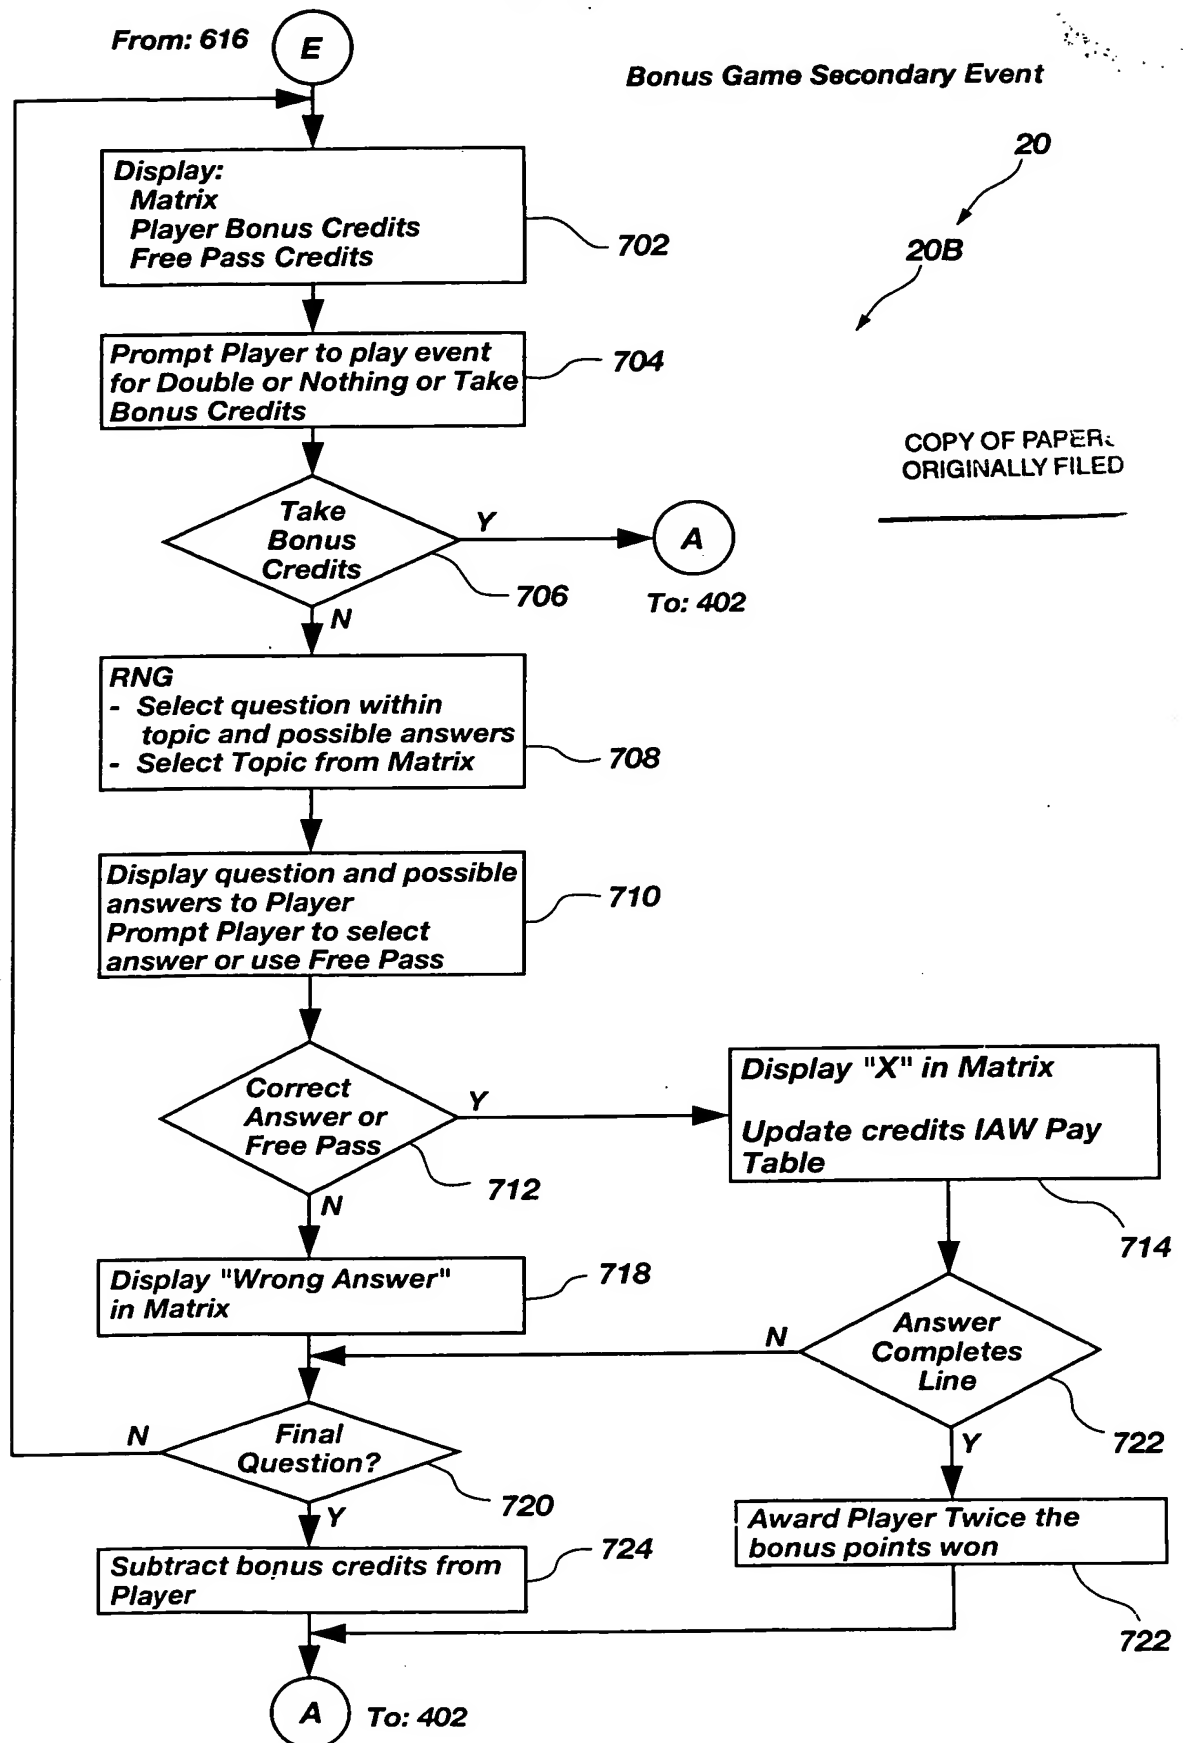 From: 616
E
Bonus Game Secondary Event
20
20B
Display:
Matrix
Player Bonus Credits
Free Pass Credits
702
Prompt Player to play event
for Double or Nothing or Take
Bonus Credits
704
COPY OF PAPERS
ORIGINALLY FILED
Take
Bonus
Credits
Y
A
706
To: 402
N
RNG
- Select question within
topic and possible answers
- Select Topic from Matrix
708
Display question and possible
answers to Player
Prompt Player to select
answer or use Free Pass
710
Correct
Answer or
Free Pass
Y
712
N
Display "X" in Matrix
Update credits IAW Pay
Table
714
Display "Wrong Answer"
in Matrix
718
N
Answer
Completes
Line
722
Y
N
Final
Question?
720
Y
Award Player Twice the
bonus points won
722
Subtract bonus credits from
Player
724
A
To: 402